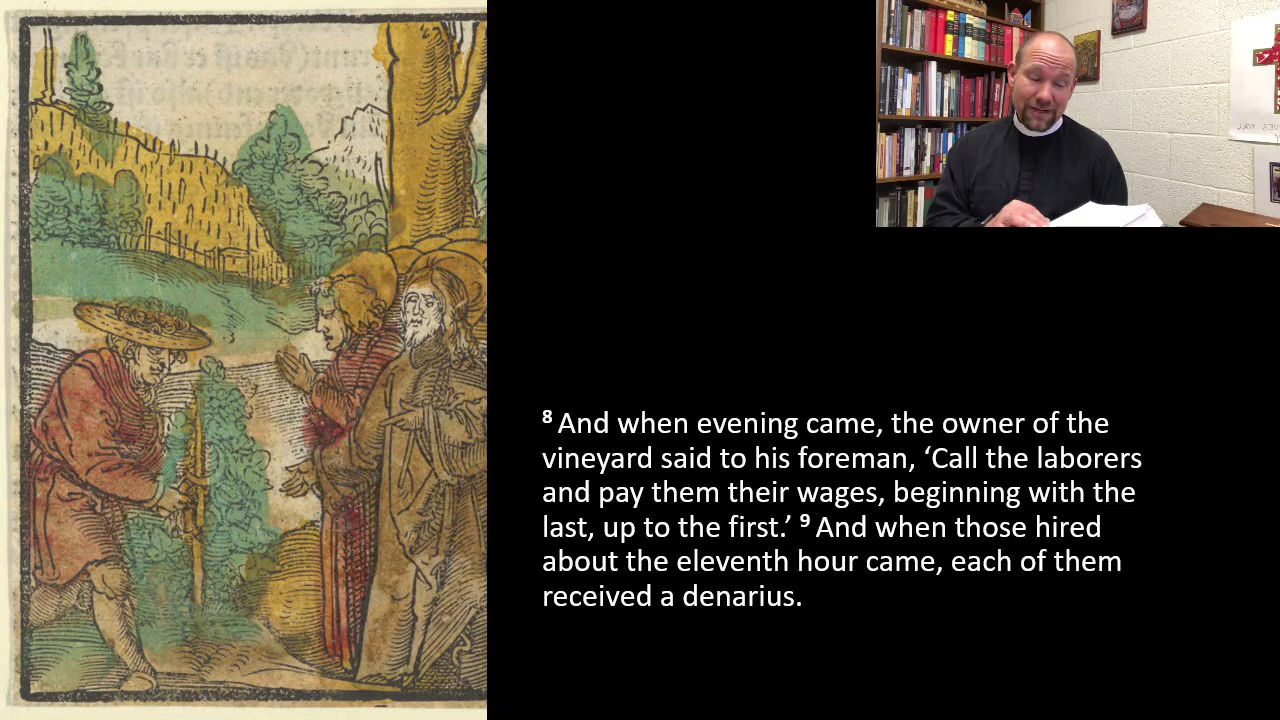 VES YOU
⁸ And when evening came, the owner of the
vineyard said to his foreman, ‘Call the laborers
and pay them their wages, beginning with the
last, up to the first.’ ⁹ And when those hired
about the eleventh hour came, each of them
received a denarius.